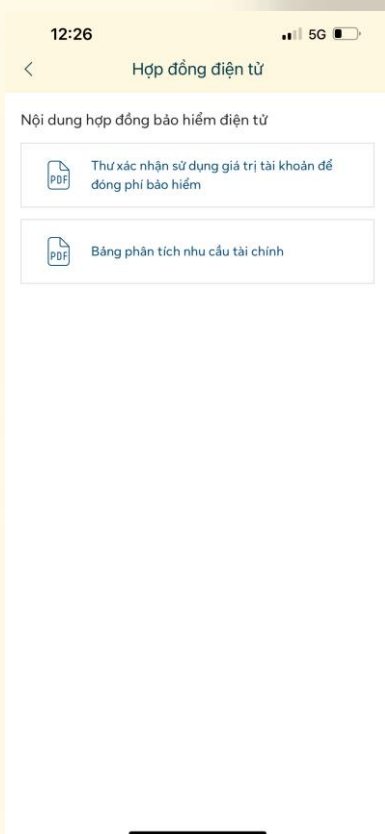 12:26
5G
Hợp đồng điện tử
Nội dung hợp đồng bảo hiểm điện tử
PDF
Thư xác nhận sử dụng giá trị tài khoản để
đóng phí bảo hiểm
PDF
Bảng phân tích nhu cầu tài chính